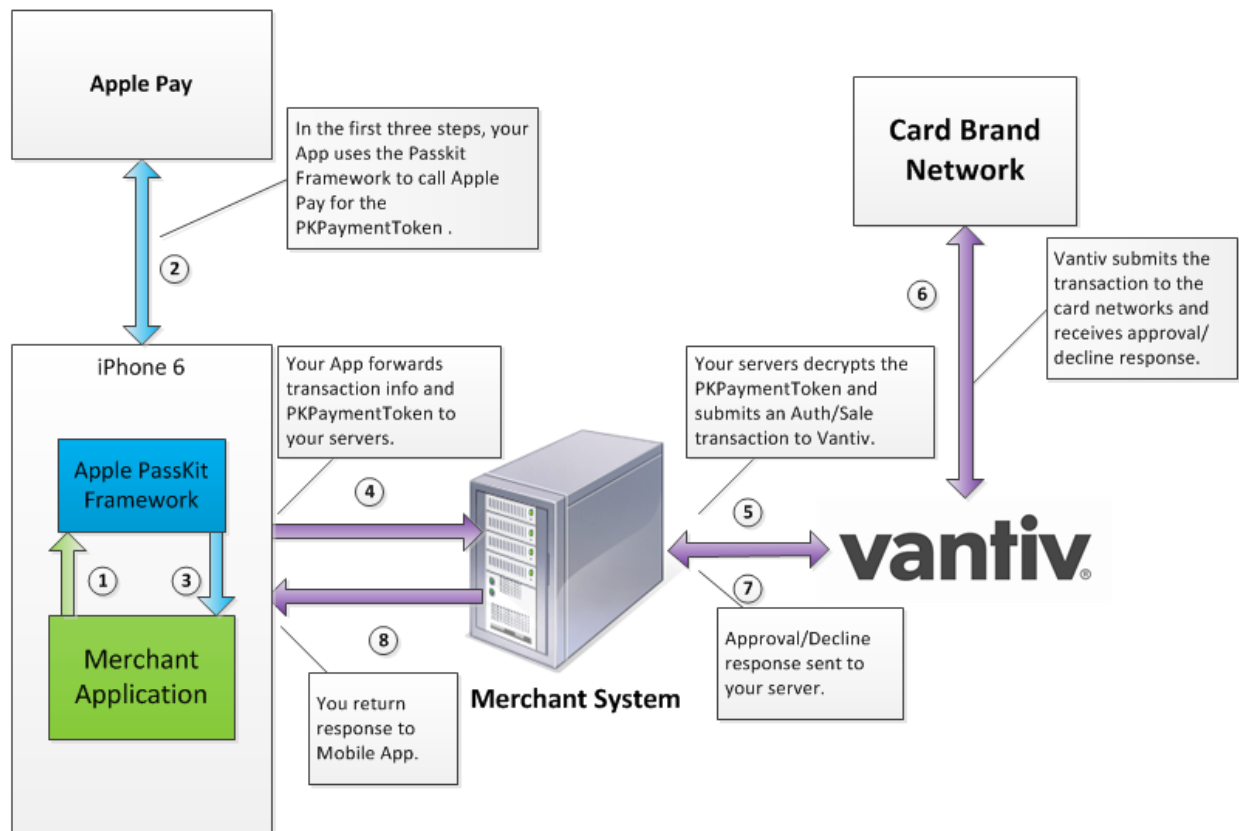 Apple Pay
In the first three steps, your
App uses the Passkit
Framework to call Apple
Pay for the
PKPaymentToken .
Card Brand
Network
2
6
Vantiv submits the
transaction to the
card networks and
receives approval/
decline response.
iPhone 6
Your App forwards
transaction info and
PKPaymentToken to
your servers.
Your servers decrypts the
PKPaymentToken and
submits an Auth/Sale
transaction to Vantiv.
Apple PassKit
Framework
4
5
vantiv®
1
3
7
8
Merchant
Application
Approval/Decline
response sent to
your server.
Merchant System
You return
response to
Mobile App.